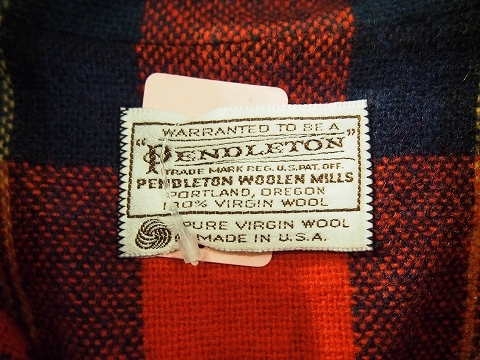 WARRANTED TO BE A
"PENDLETON"
TRADE MARK REG. U.S. PAT. OFF.
PENDLETON WOOLEN MILLS
PORTLAND, OREGON
100% VIRGIN WOOL
PURE VIRGIN WOOL
MADE IN U.S.A.